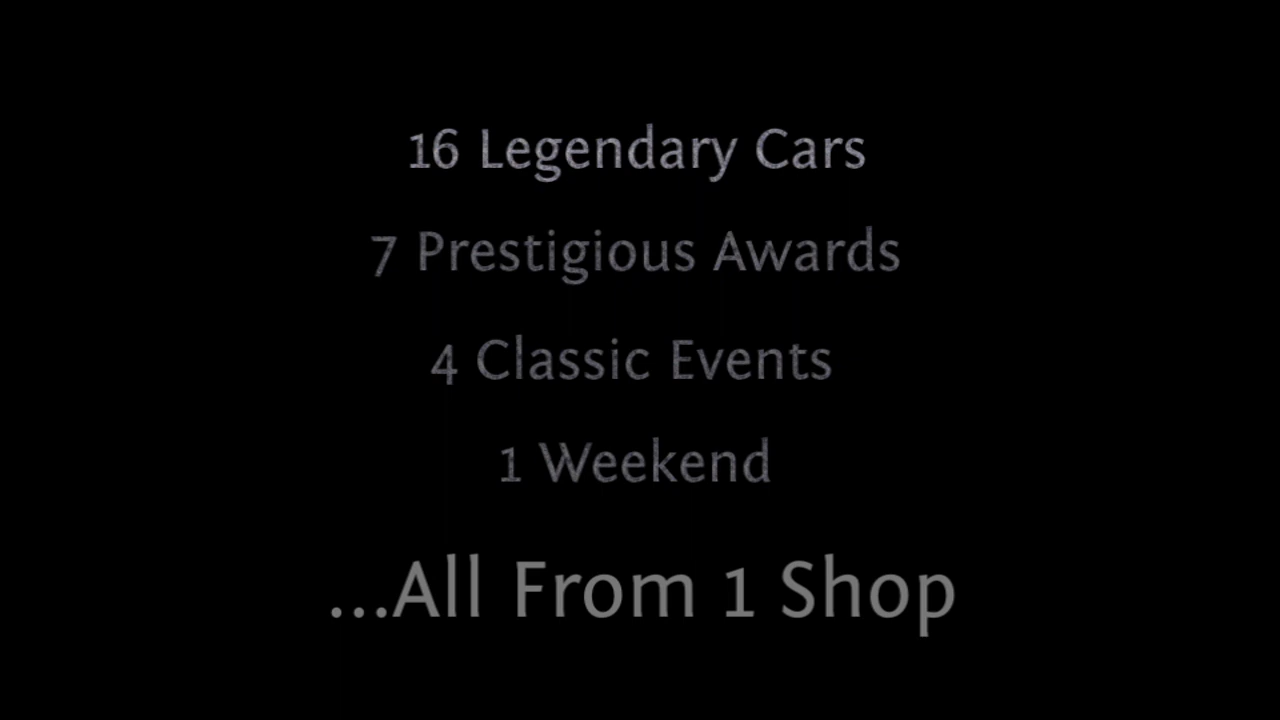 16 Legendary Cars
7 Prestigious Awards
4 Classic Events
1 Weekend
...All From 1 Shop